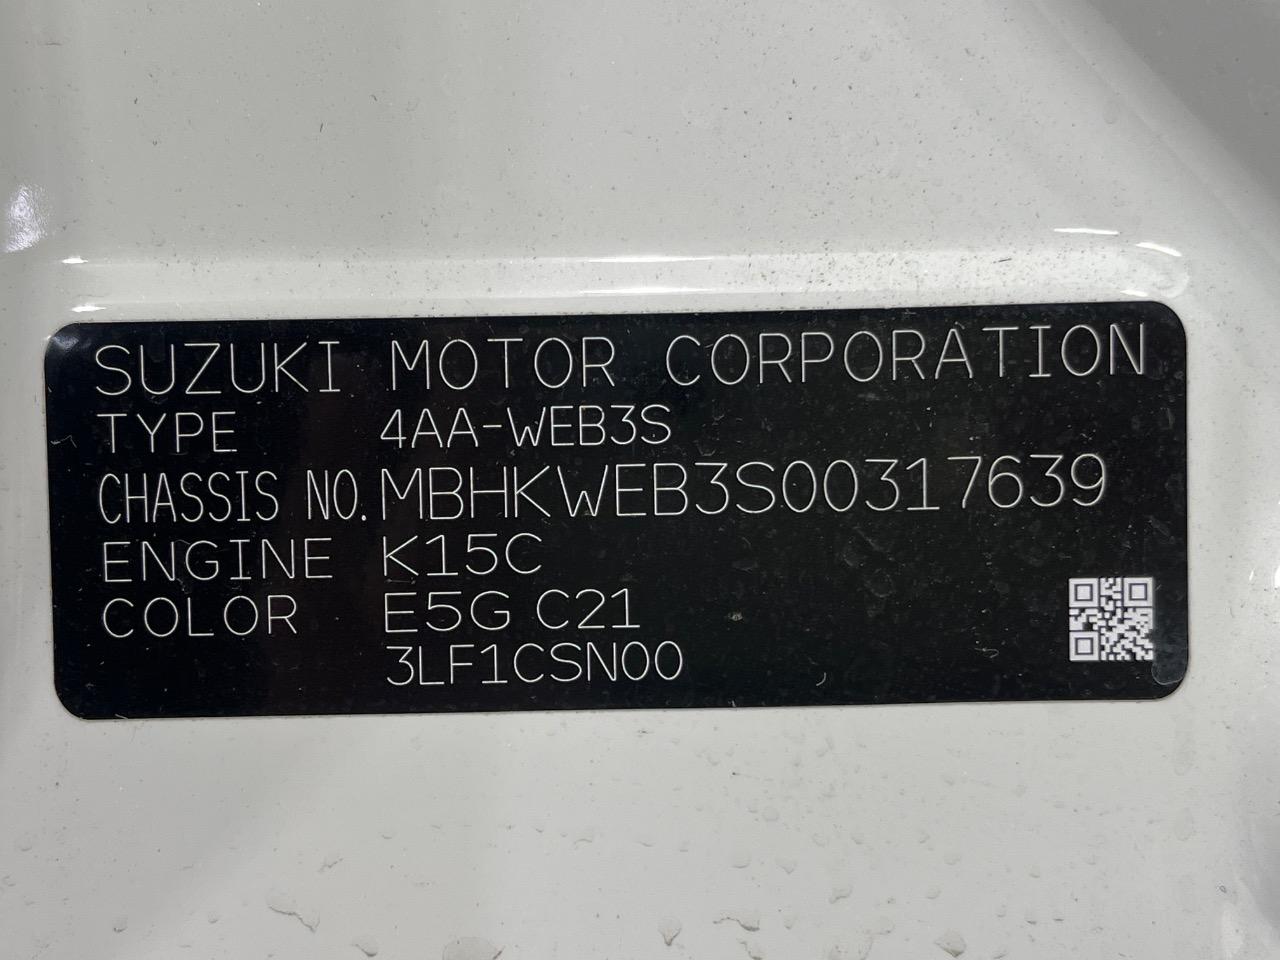 SUZUKI MOTOR CORPORATION
TYPE 4AA-WEB3S
CHASSIS NO. MBHKWEB3S00317639
ENGINE K15C
COLOR E5G C21
3LF1CSN00